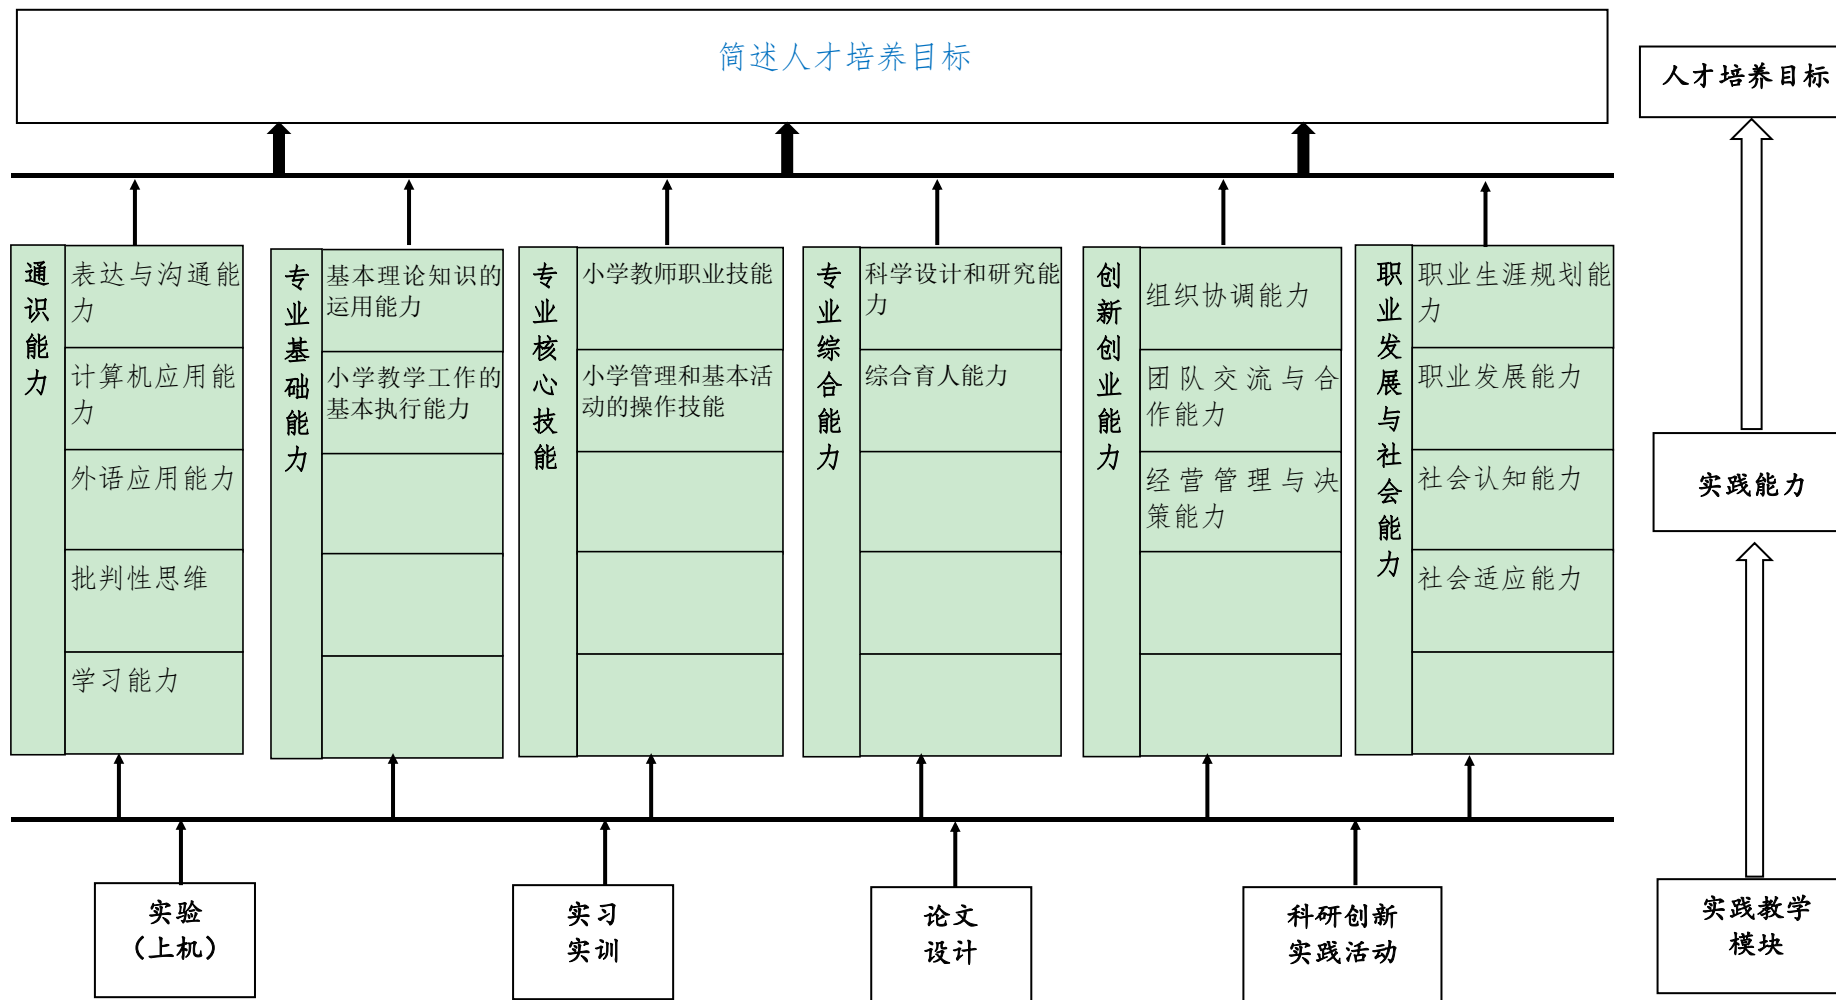 简述人才培养目标
人才培养目标
通识能力
表达与沟通能
力
计算机应用能
力
外语应用能力
批判性思维
学习能力
专业基础能力
基本理论知识的
运用能力
小学教学工作的
基本执行能力
专业核心技能
小学教师职业技能
小学管理和基本活
动的操作技能
专业综合能力
科学设计和研究能
力
综合育人能力
创新创业能力
组织协调能力
团队交流与合
作能力
经营管理与决
策能力
职业发展与社会能力
职业生涯规划能
力
职业发展能力
社会认知能力
社会适应能力
实践能力
实验
（上机）
实习
实训
论文
设计
科研创新
实践活动
实践教学
模块